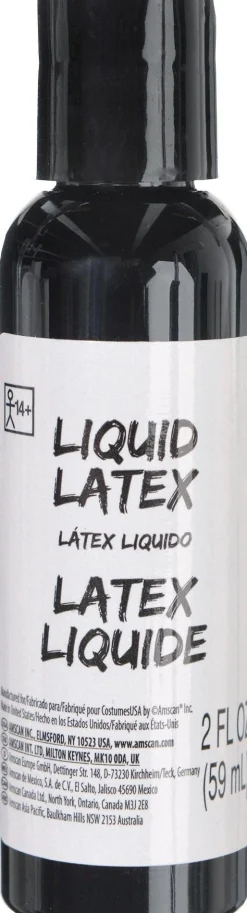 14+
LIQUID
LATEX
LÁTEX LIQUIDO
LATEX
LIQUIDE
Manufactured for/Fabricado para/Fabriqué pour CostumesUSA by ©Amscan® Inc.
Made in United States/Hecho en los Estados Unidos/Fabriqué aux États-Unis
AMSCAN INC., ELMSFORD, NY 10523 USA, www.amscan.com
AMSCAN INT. LTD, MILTON KEYNES, MK10 0DA, UK
Amscan Europe GmbH, Dettinger Str. 148, D-73230 Kirchheim/Teck, Germany
Amscan de Mexico, S.A. de C.V., El Salto, Jalisco 45690 Mexico
Amscan Canada Ltd., North York, Ontario, Canada M3J 2E8
Amscan Asia Pacific, Baulkham Hills NSW 2153 Australia
2 FL OZ
(59 mL)